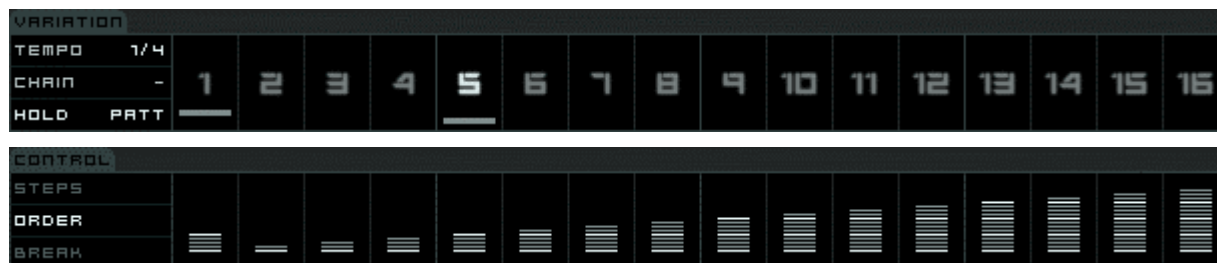 VARIATION
TEMPO 1/4
CHAIN -
HOLD PATT
1 2 3 4 5 6 7 8 9 10 11 12 13 14 15 16
CONTROL
STEPS
ORDER
BREAK